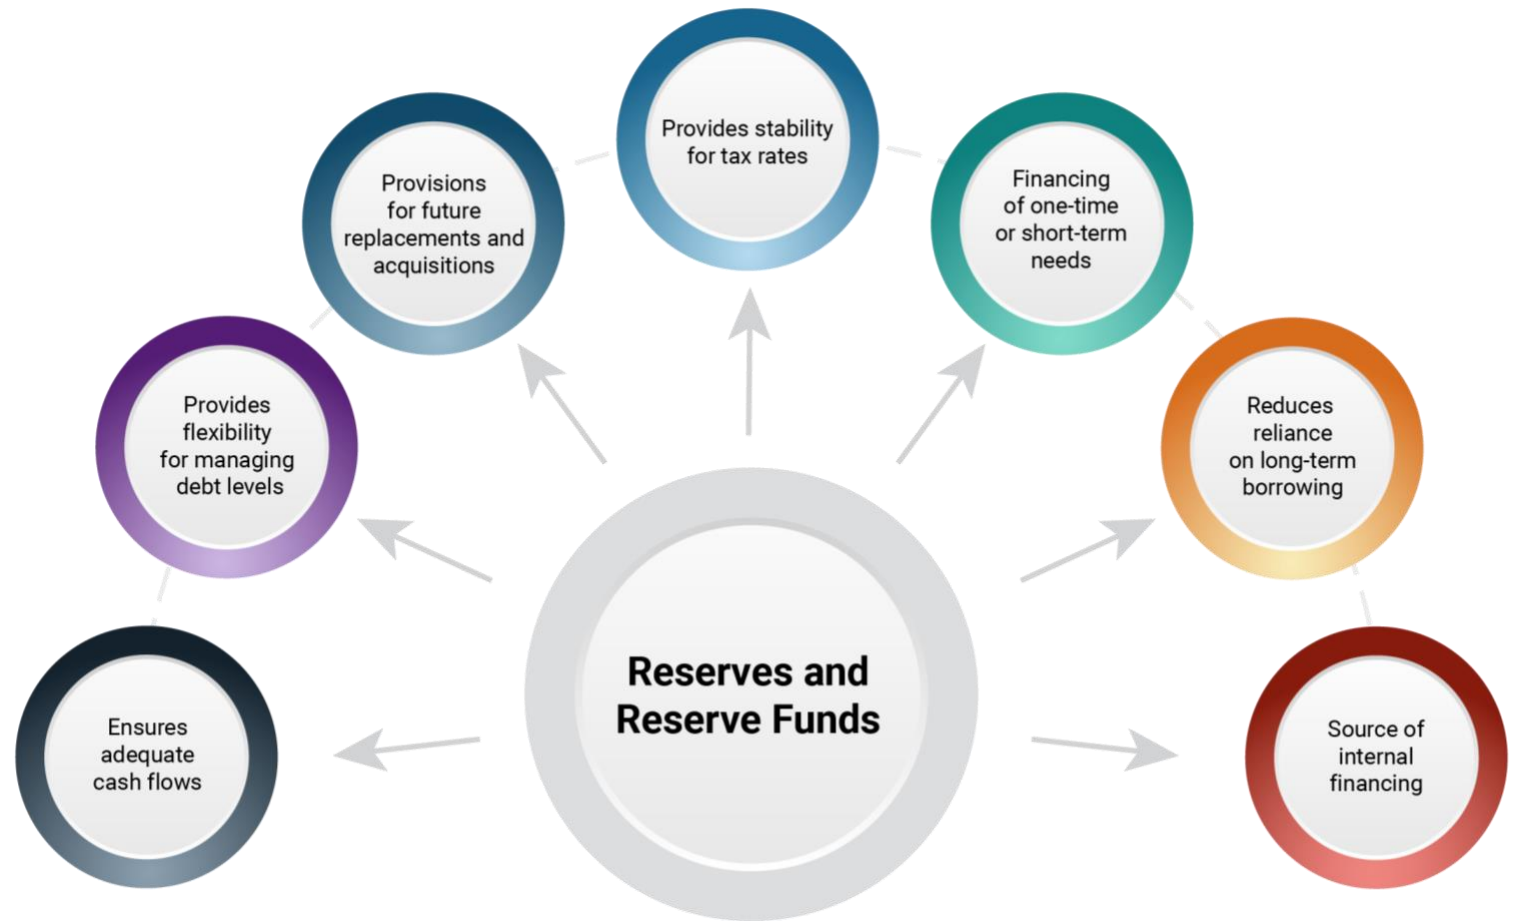 Provides stability
for tax rates
Provisions
for future
replacements and
acquisitions
Financing
of one-time
or short-term
needs
Provides
flexibility
for managing
debt levels
Reduces
reliance
on long-term
borrowing
Ensures
adequate
cash flows
Reserves and
Reserve Funds
Source of
internal
financing